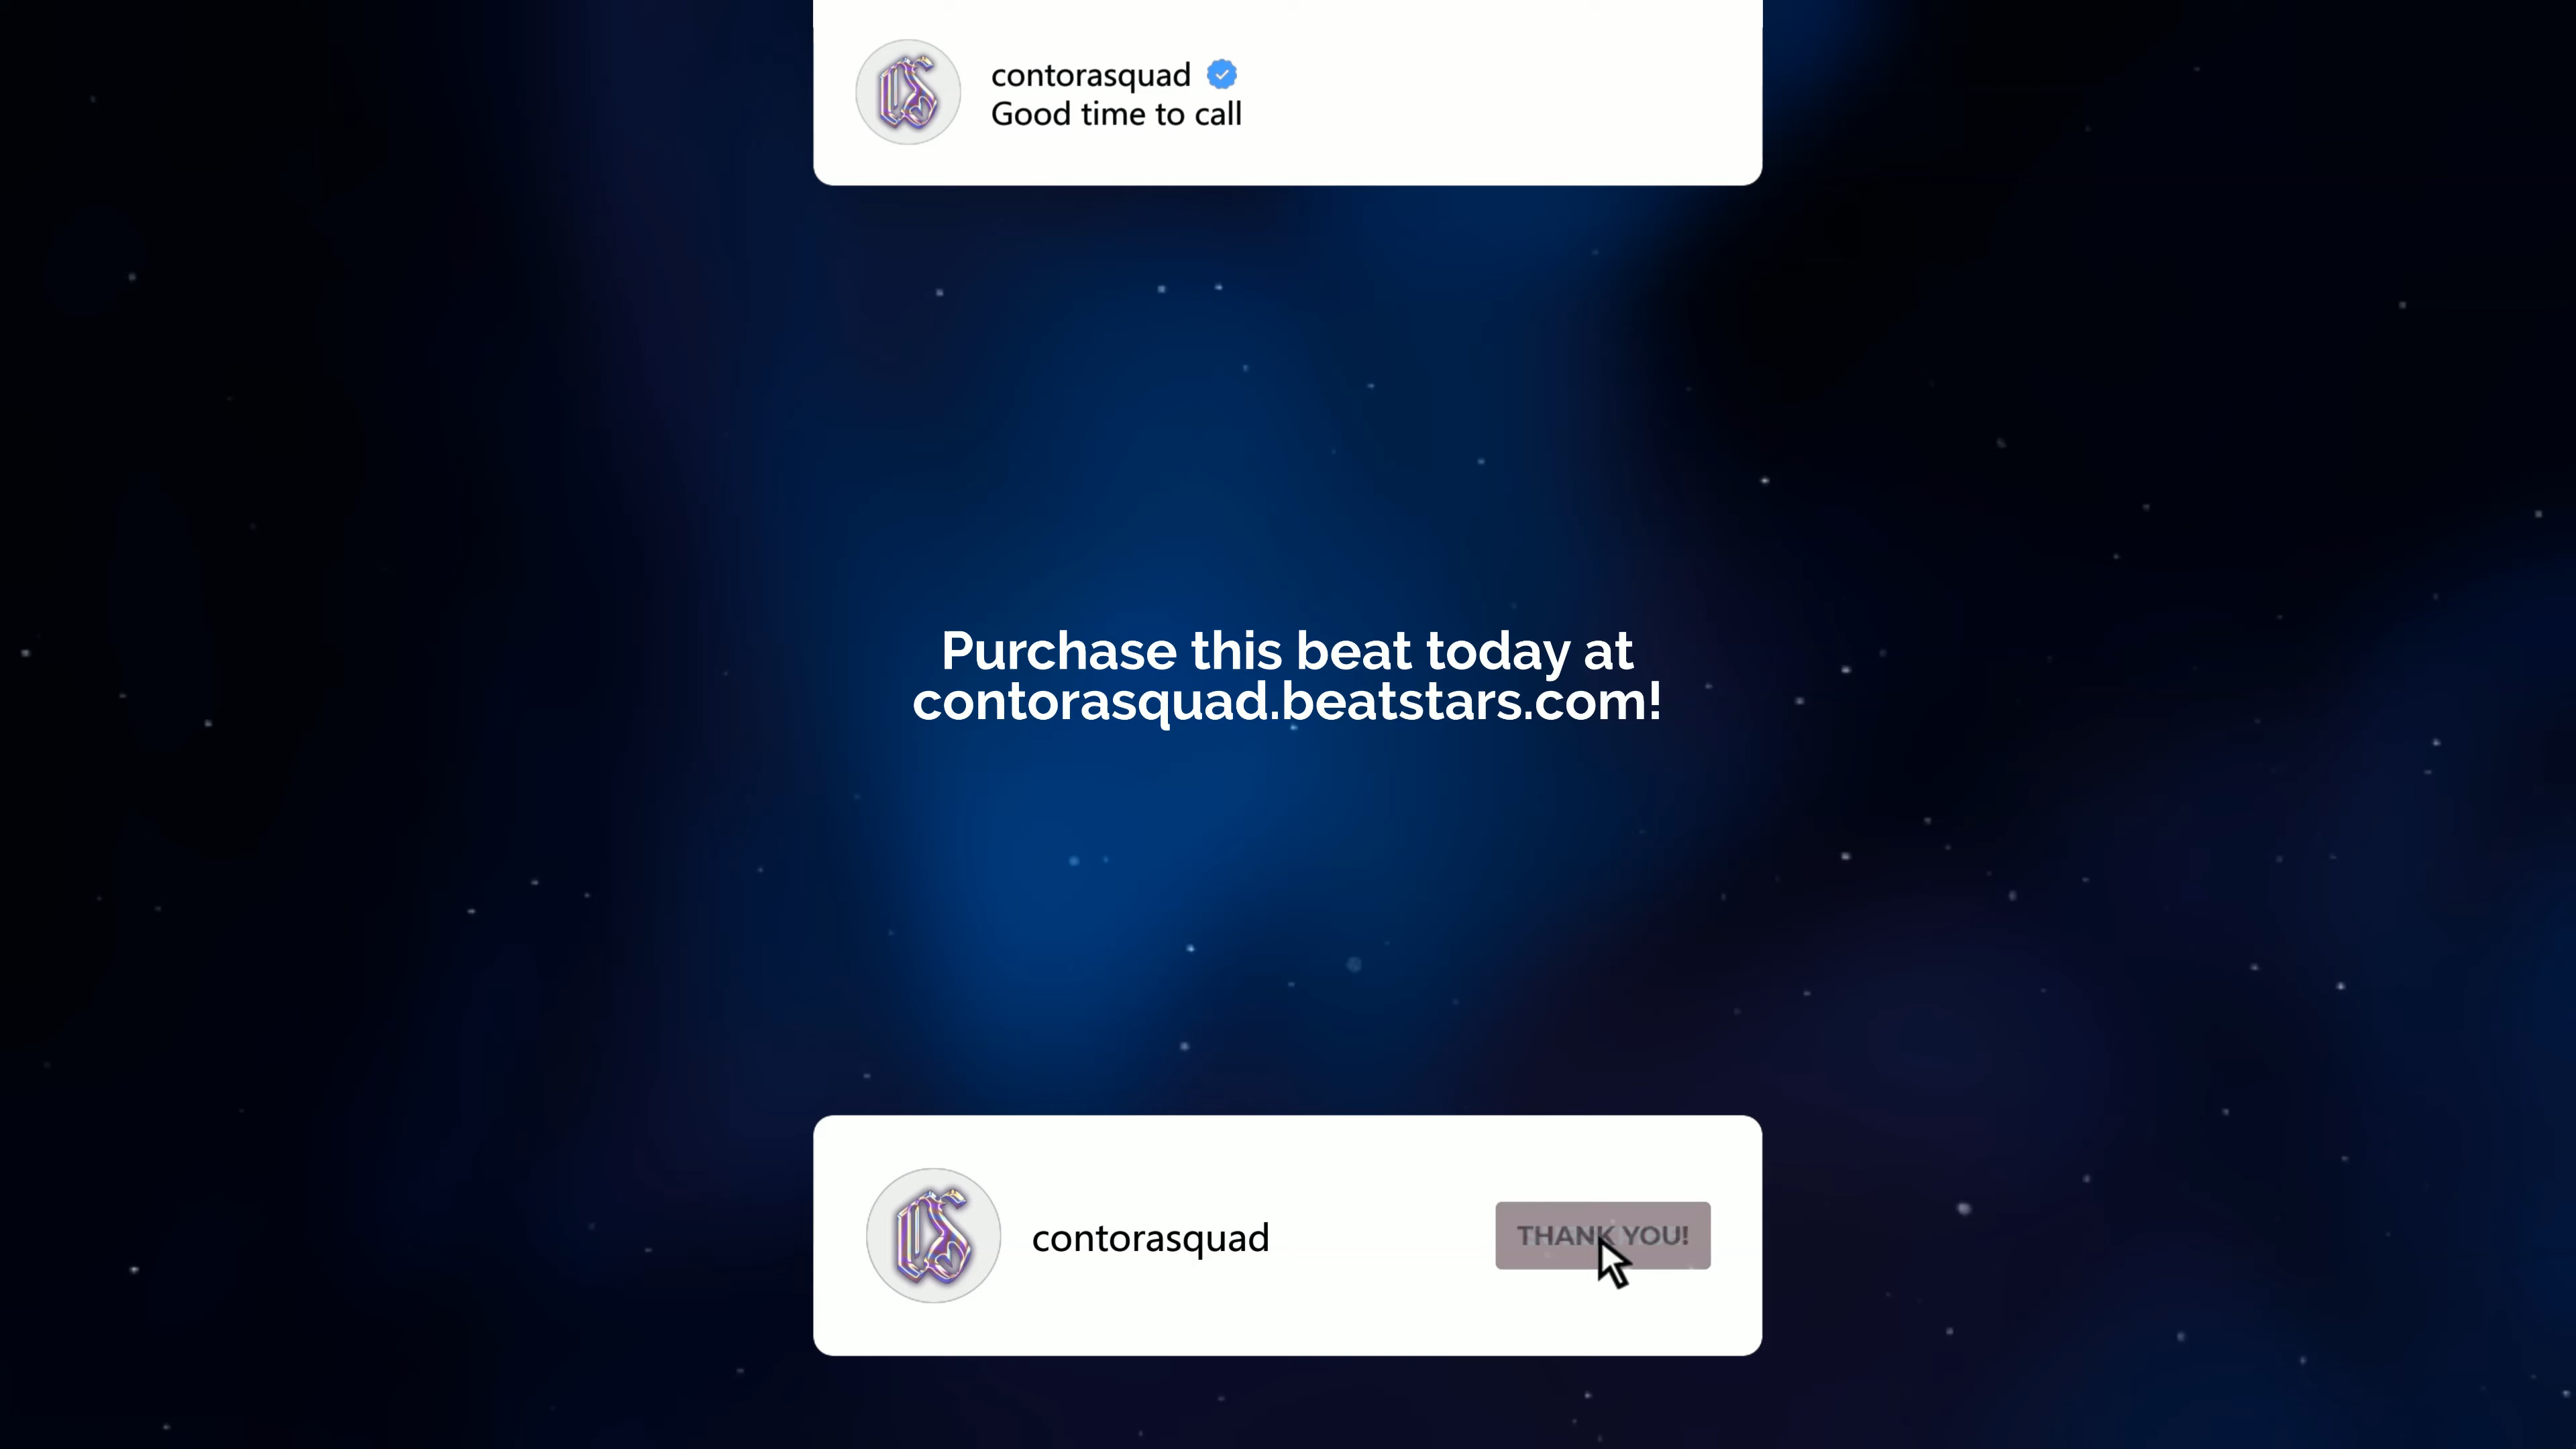 contorasquad
Good time to call
Purchase this beat today at
contorasquad.beatstars.com!
contorasquad
THANK YOU!